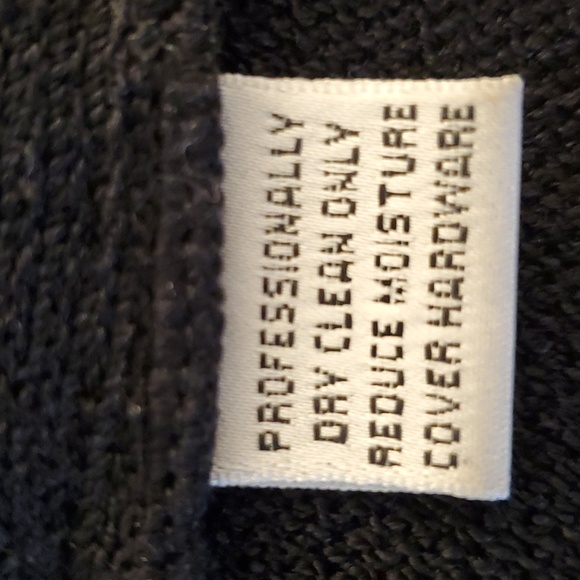 PROFESSIONALLY
DRY CLEAN ONLY
REDUCE MOISTURE
COVER HARDWARE